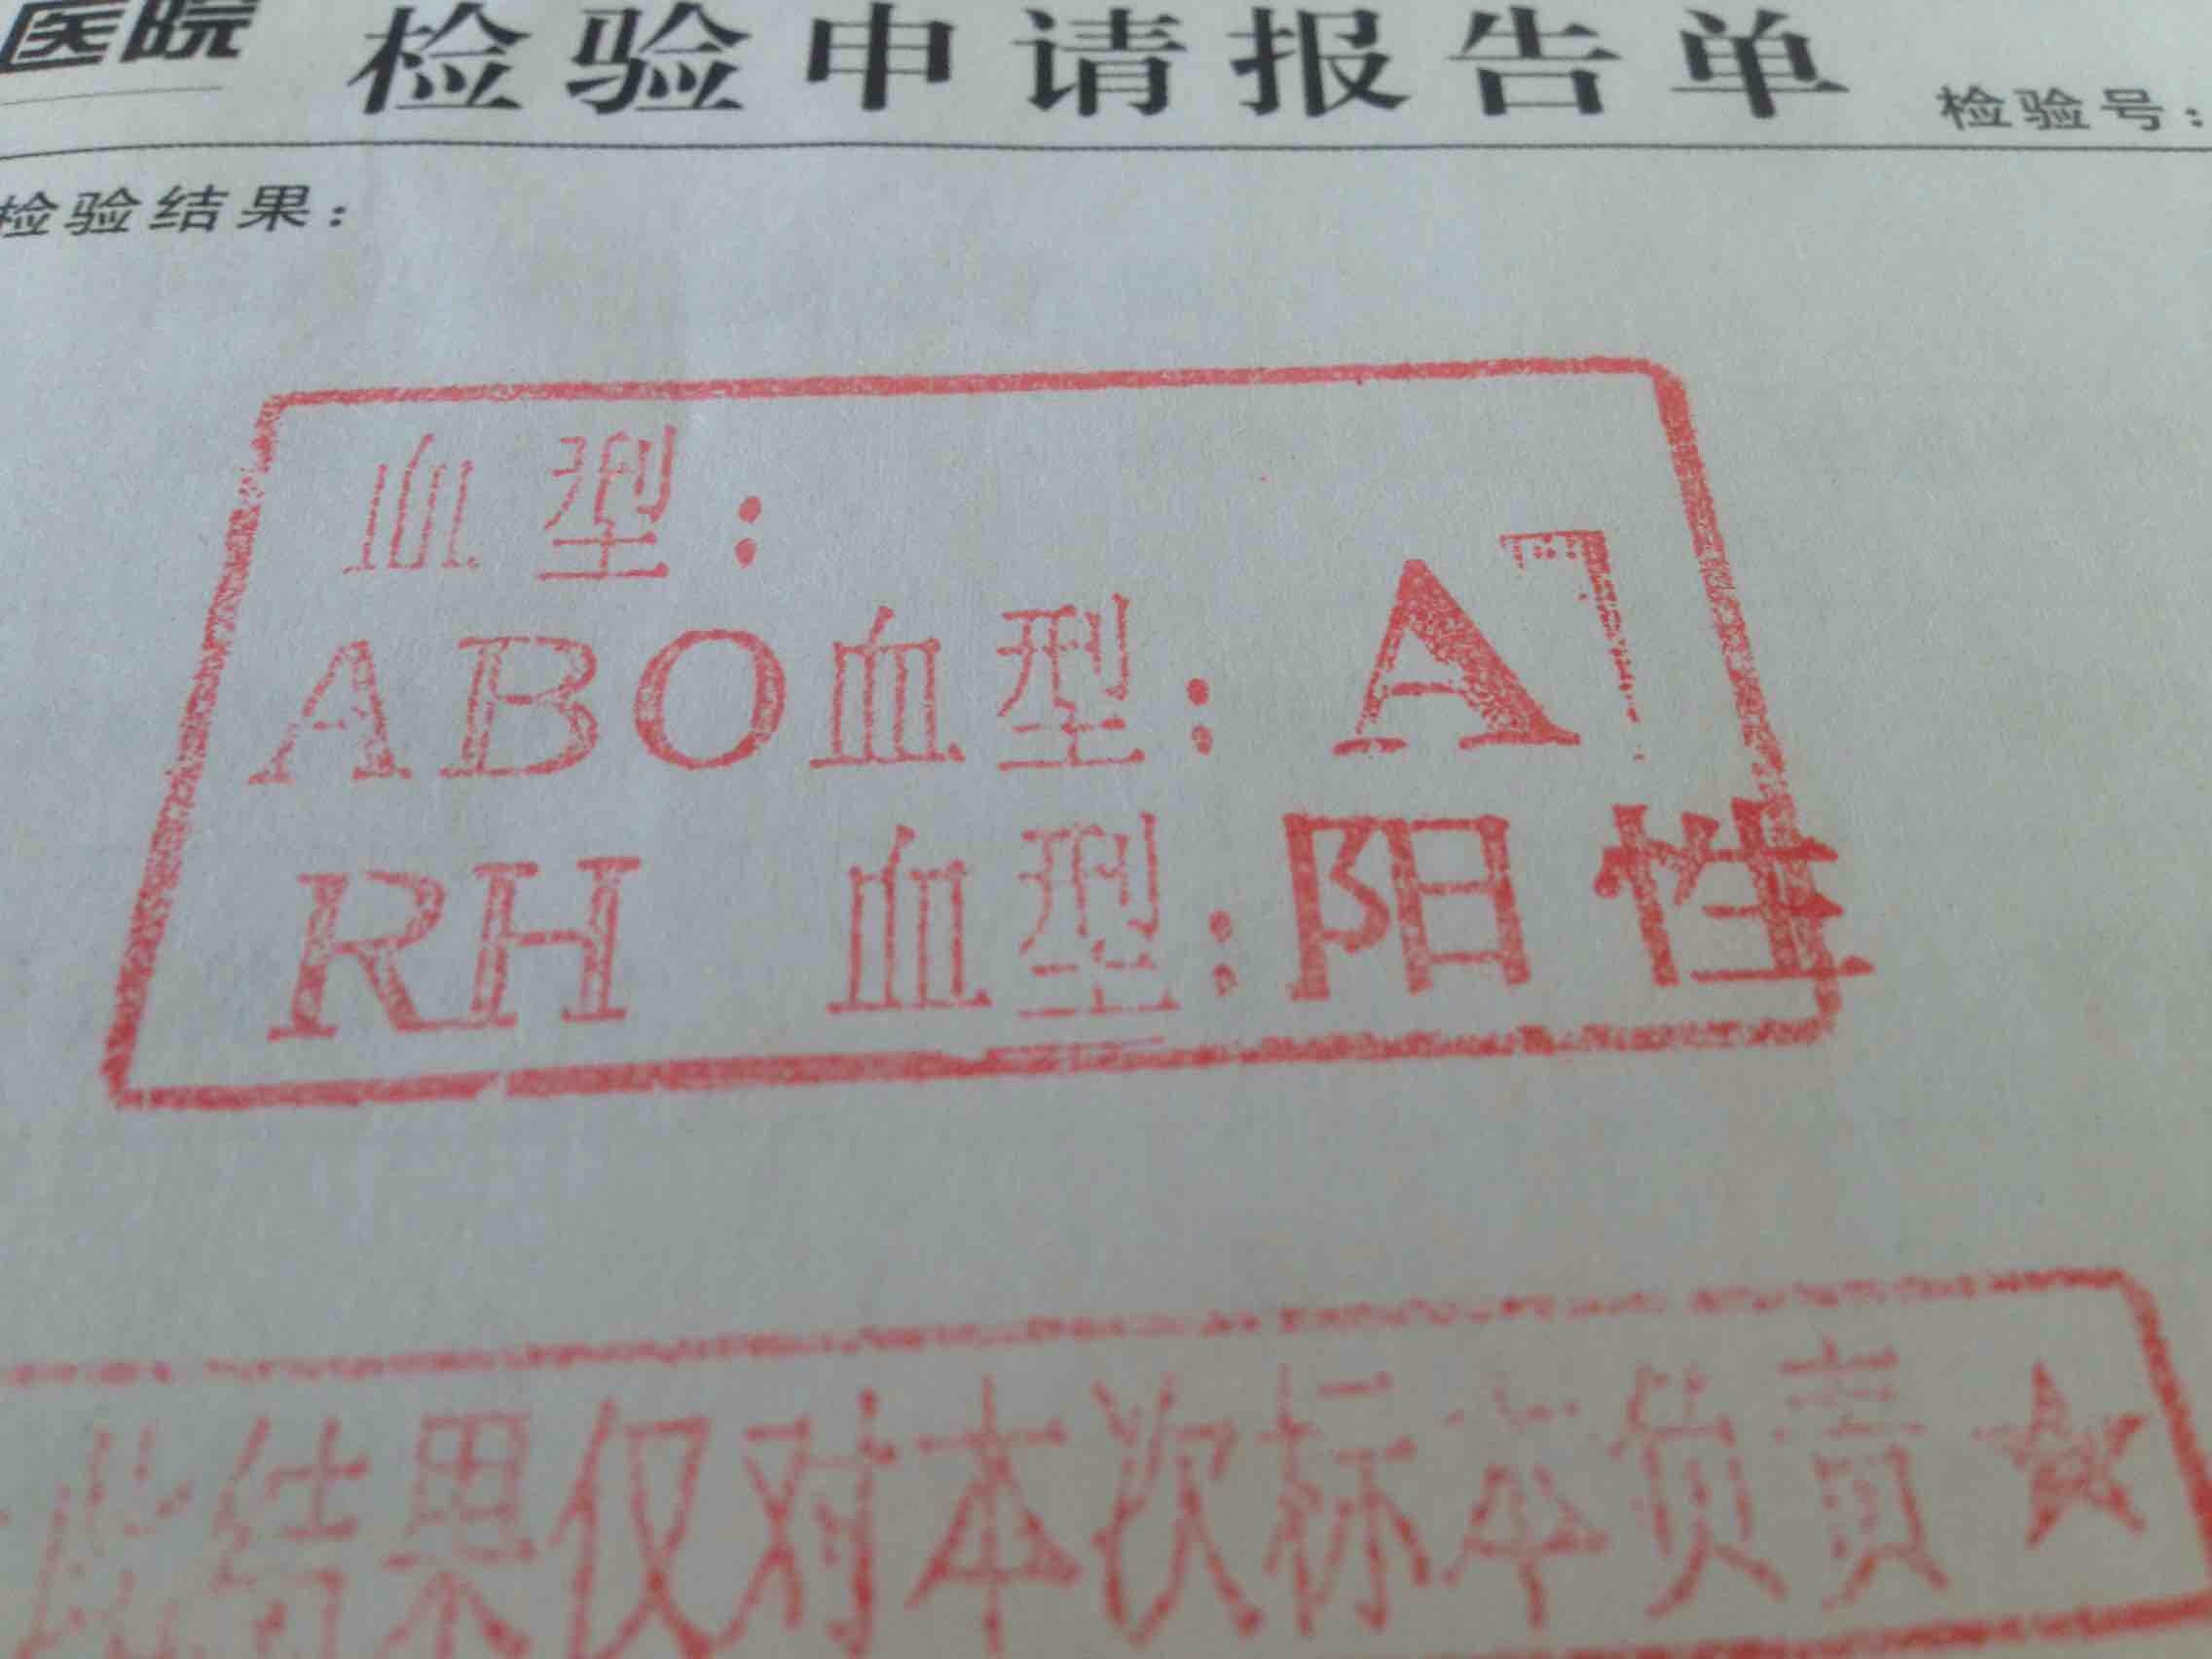 医院 检验申请报告单 检验号：
检验结果：
血型：
ABO血型：A
RH 血型：阳性
此结果仅对本次标本负责★